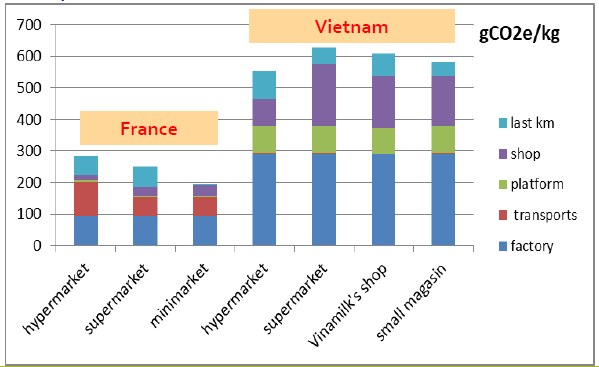 Vietnam
gCO2e/kg
France
700
600
500
400
300
200
100
0
last km
shop
platform
transports
factory
hypermarket
supermarket
minimarket
hypermarket
supermarket
Vinamilk's shop
small magasin